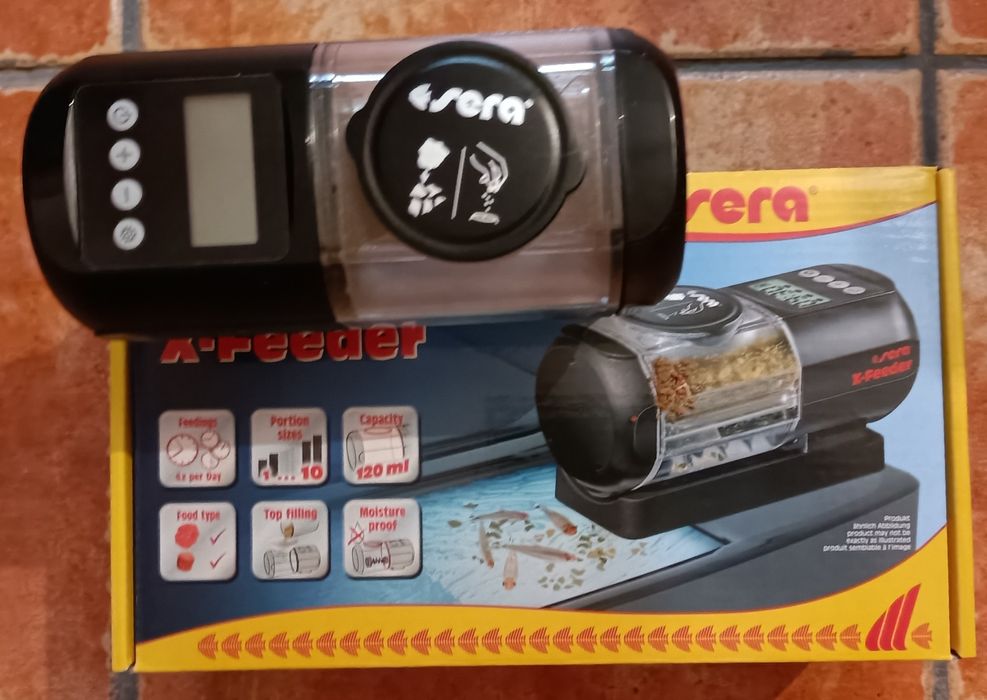 sera®
sera®
X-Feeder
sera
X-Feeder
Feedings
Portion
sizes
Capacity
4x per Day
1 ... 10
120 ml
Food type
Top filling
Moisture
proof
Produkt
ähnlich Abbildung
product may not be
exactly as illustrated
produit semblable à l'image